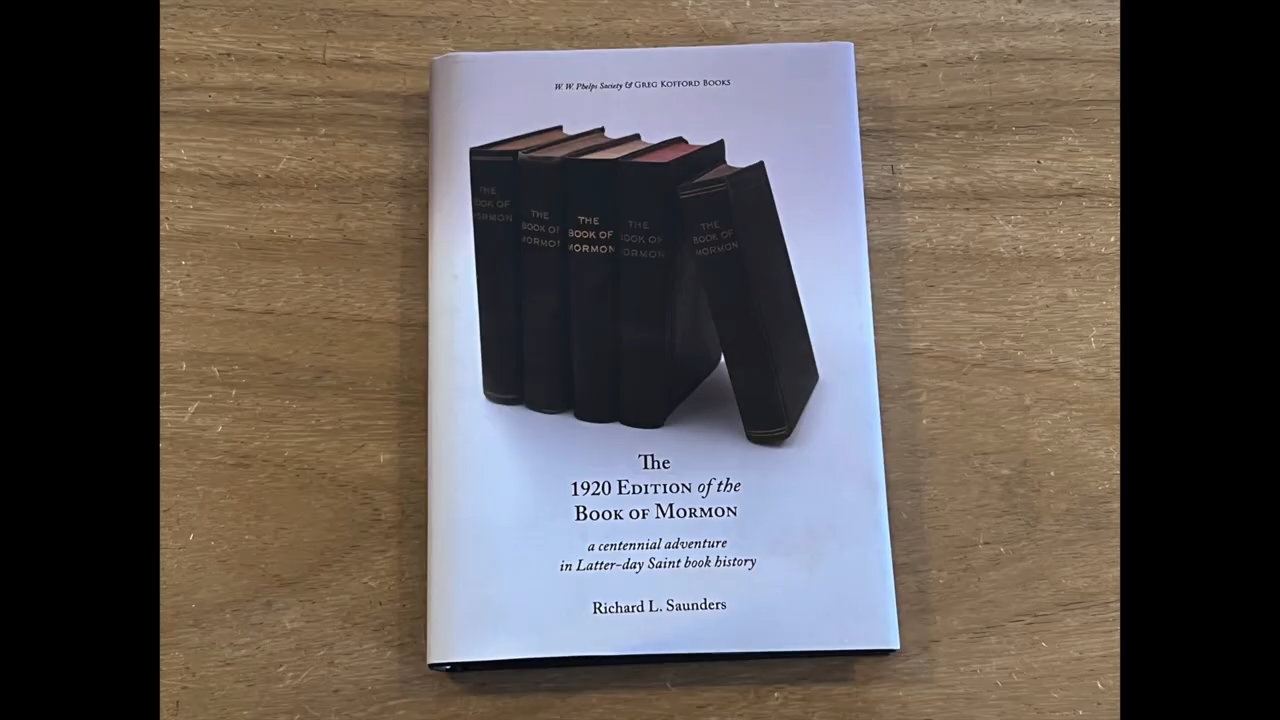 W. W. Phelps Society & GREG KOFFORD BOOKS
THE
BOOK OF
MORMON
THE
BOOK OF
MORMON
THE
BOOK OF
MORMON
THE
BOOK OF
MORMON
THE
BOOK OF
MORMON
The
1920 EDITION of the
BOOK OF MORMON
a centennial adventure
in Latter-day Saint book history
Richard L. Saunders